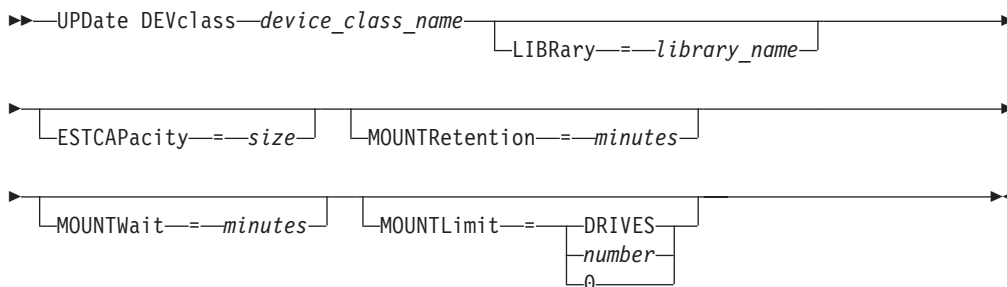 UPDate DEVclass device_class_name
LIBRary = library_name
ESTCAPacity = size MOUNTRetention = minutes
MOUNTWait = minutes MOUNTLimit = DRIVES
number
0